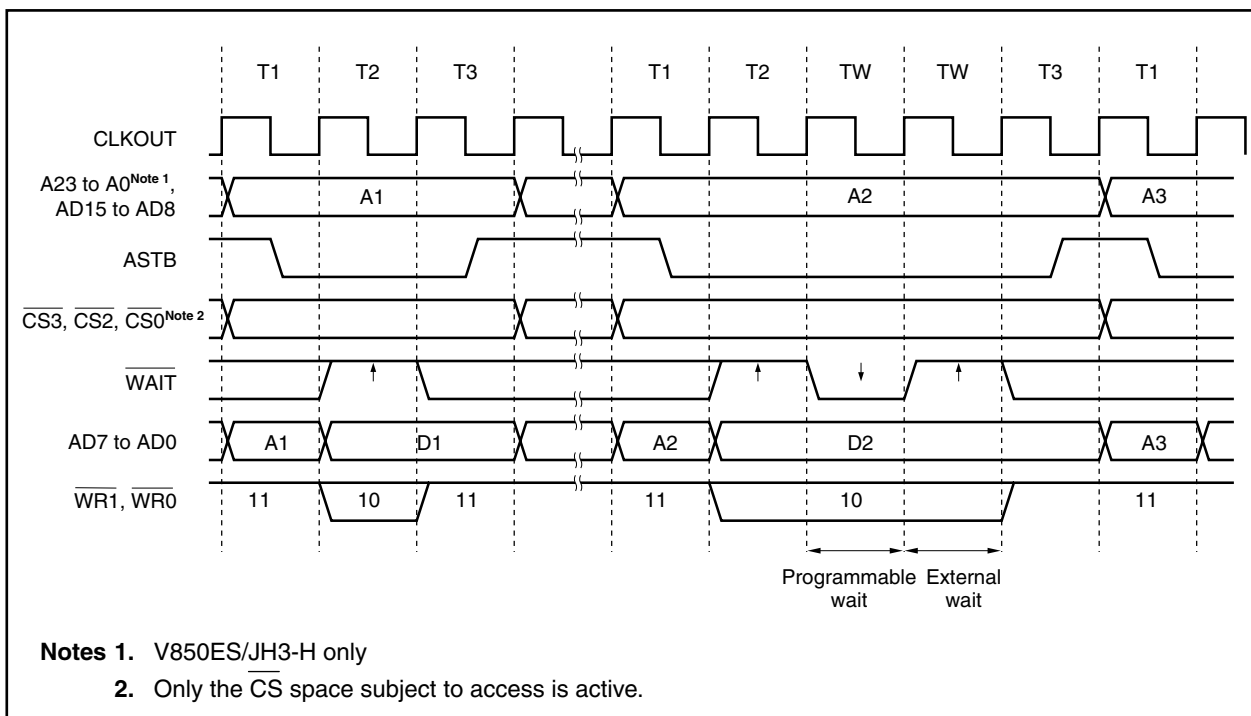 T1 T2 T3 T1 T2 TW TW T3 T1
CLKOUT
A23 to A0Note 1,
AD15 to AD8
A1 A2 A3
ASTB
CS3, CS2, CS0Note 2
WAIT
AD7 to AD0 A1 D1 A2 D2 A3
WR1, WR0 11 10 11 11 10 11
Programmable wait
External wait
Notes 1. V850ES/JH3-H only
2. Only the CS space subject to access is active.